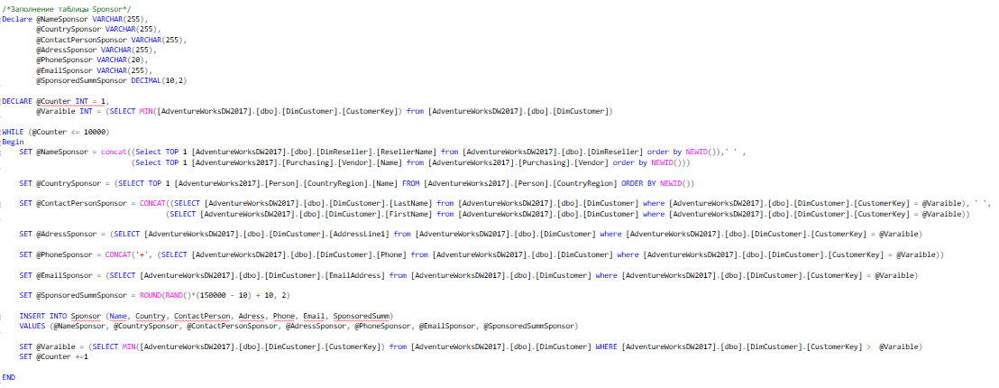 /*Заполнение таблицы Sponsor*/
Declare @NameSponsor VARCHAR(255),
@CountrySponsor VARCHAR(255),
@ContactPersonSponsor VARCHAR(255),
@AdressSponsor VARCHAR(255),
@PhoneSponsor VARCHAR(20),
@EmailSponsor VARCHAR(255),
@SponsoredSummSponsor DECIMAL(10,2)
DECLARE @Counter INT = 1,
@Varaible INT = (SELECT MIN([AdventureWorksDW2017].[dbo].[DimCustomer].[CustomerKey]) from [AdventureWorksDW2017].[dbo].[DimCustomer])
WHILE (@Counter <= 10000)
Begin
SET @NameSponsor = concat((Select TOP 1 [AdventureWorksDW2017].[dbo].[DimReseller].[ResellerName] from [AdventureWorksDW2017].[dbo].[DimReseller] order by NEWID()),' ' ,
(Select TOP 1 [AdventureWorks2017].[Purchasing].[Vendor].[Name] from [AdventureWorks2017].[Purchasing].[Vendor] order by NEWID()))
SET @CountrySponsor = (SELECT TOP 1 [AdventureWorks2017].[Person].[CountryRegion].[Name] FROM [AdventureWorks2017].[Person].[CountryRegion] ORDER BY NEWID())
SET @ContactPersonSponsor = CONCAT((SELECT [AdventureWorksDW2017].[dbo].[DimCustomer].[LastName] from [AdventureWorksDW2017].[dbo].[DimCustomer] where [AdventureWorksDW2017].[dbo].[DimCustomer].[CustomerKey] = @Varaible), ' ',
(SELECT [AdventureWorksDW2017].[dbo].[DimCustomer].[FirstName] from [AdventureWorksDW2017].[dbo].[DimCustomer] where [AdventureWorksDW2017].[dbo].[DimCustomer].[CustomerKey] = @Varaible))
SET @AdressSponsor = (SELECT [AdventureWorksDW2017].[dbo].[DimCustomer].[AddressLine1] from [AdventureWorksDW2017].[dbo].[DimCustomer] where [AdventureWorksDW2017].[dbo].[DimCustomer].[CustomerKey] = @Varaible)
SET @PhoneSponsor = CONCAT('+', (SELECT [AdventureWorksDW2017].[dbo].[DimCustomer].[Phone] from [AdventureWorksDW2017].[dbo].[DimCustomer] where [AdventureWorksDW2017].[dbo].[DimCustomer].[CustomerKey] = @Varaible))
SET @EmailSponsor = (SELECT [AdventureWorksDW2017].[dbo].[DimCustomer].[EmailAddress] from [AdventureWorksDW2017].[dbo].[DimCustomer] where [AdventureWorksDW2017].[dbo].[DimCustomer].[CustomerKey] = @Varaible)
SET @SponsoredSummSponsor = ROUND(RAND()*(150000 - 10) + 10, 2)
INSERT INTO Sponsor (Name, Country, ContactPerson, Adress, Phone, Email, SponsoredSumm)
VALUES (@NameSponsor, @CountrySponsor, @ContactPersonSponsor, @AdressSponsor, @PhoneSponsor, @EmailSponsor, @SponsoredSummSponsor)
SET @Varaible = (SELECT MIN([AdventureWorksDW2017].[dbo].[DimCustomer].[CustomerKey]) from [AdventureWorksDW2017].[dbo].[DimCustomer] WHERE [AdventureWorksDW2017].[dbo].[DimCustomer].[CustomerKey] > @Varaible)
SET @Counter +=1
END